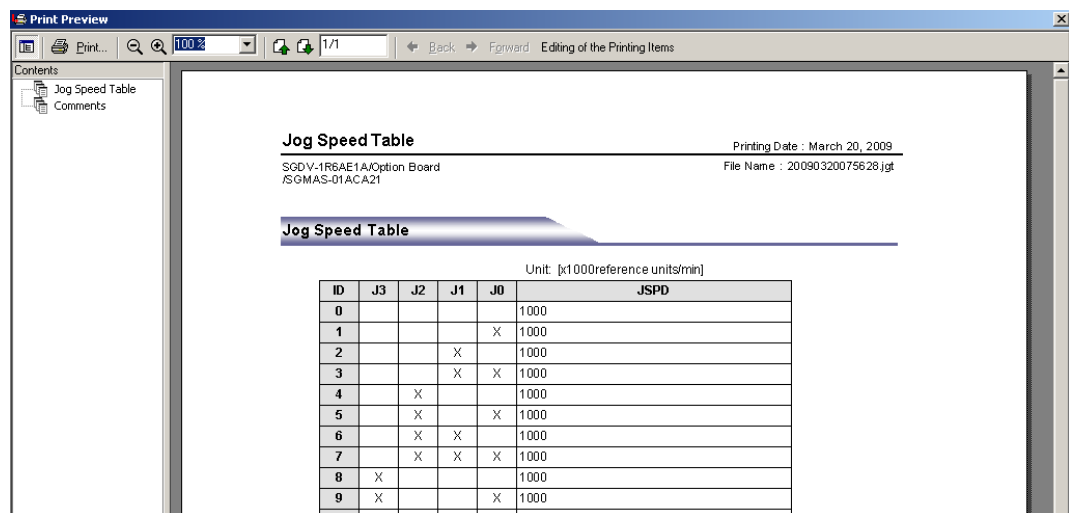 Print Preview
Print... 100 % 1/1 Back Forward Editing of the Printing Items
Contents
Jog Speed Table
Comments
Jog Speed Table
Printing Date : March 20, 2009
SGDV-1R6AE1A/Option Board
/SGMAS-01ACA21
File Name : 20090320075628.jgt
Jog Speed Table
Unit: [x1000reference units/min]
ID J3 J2 J1 J0 JSPD
0 1000
1 X 1000
2 X 1000
3 X X 1000
4 X 1000
5 X X 1000
6 X X 1000
7 X X X 1000
8 X 1000
9 X X 1000